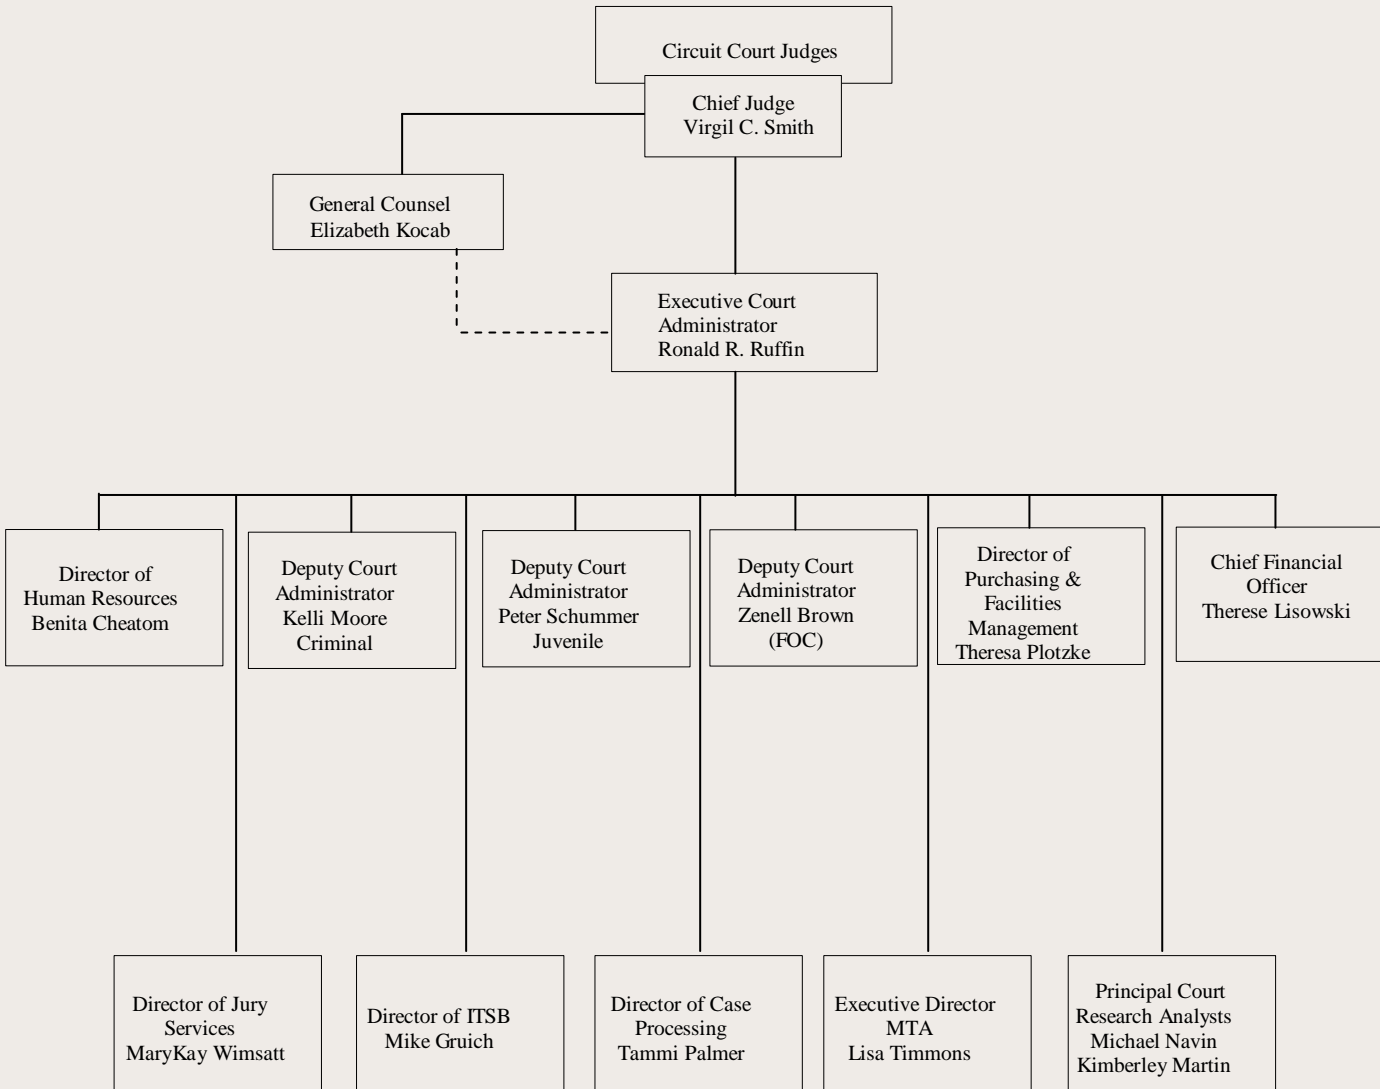 Circuit Court Judges
Chief Judge
Virgil C. Smith
General Counsel
Elizabeth Kocab
Executive Court
Administrator
Ronald R. Ruffin
Director of
Human Resources
Benita Cheatom
Deputy Court
Administrator
Kelli Moore
Criminal
Deputy Court
Administrator
Peter Schummer
Juvenile
Deputy Court
Administrator
Zenell Brown
(FOC)
Director of
Purchasing &
Facilities
Management
Theresa Plotzke
Chief Financial
Officer
Therese Lisowski
Director of Jury
Services
MaryKay Wimsatt
Director of ITSB
Mike Gruich
Director of Case
Processing
Tammi Palmer
Executive Director
MTA
Lisa Timmons
Principal Court
Research Analysts
Michael Navin
Kimberley Martin